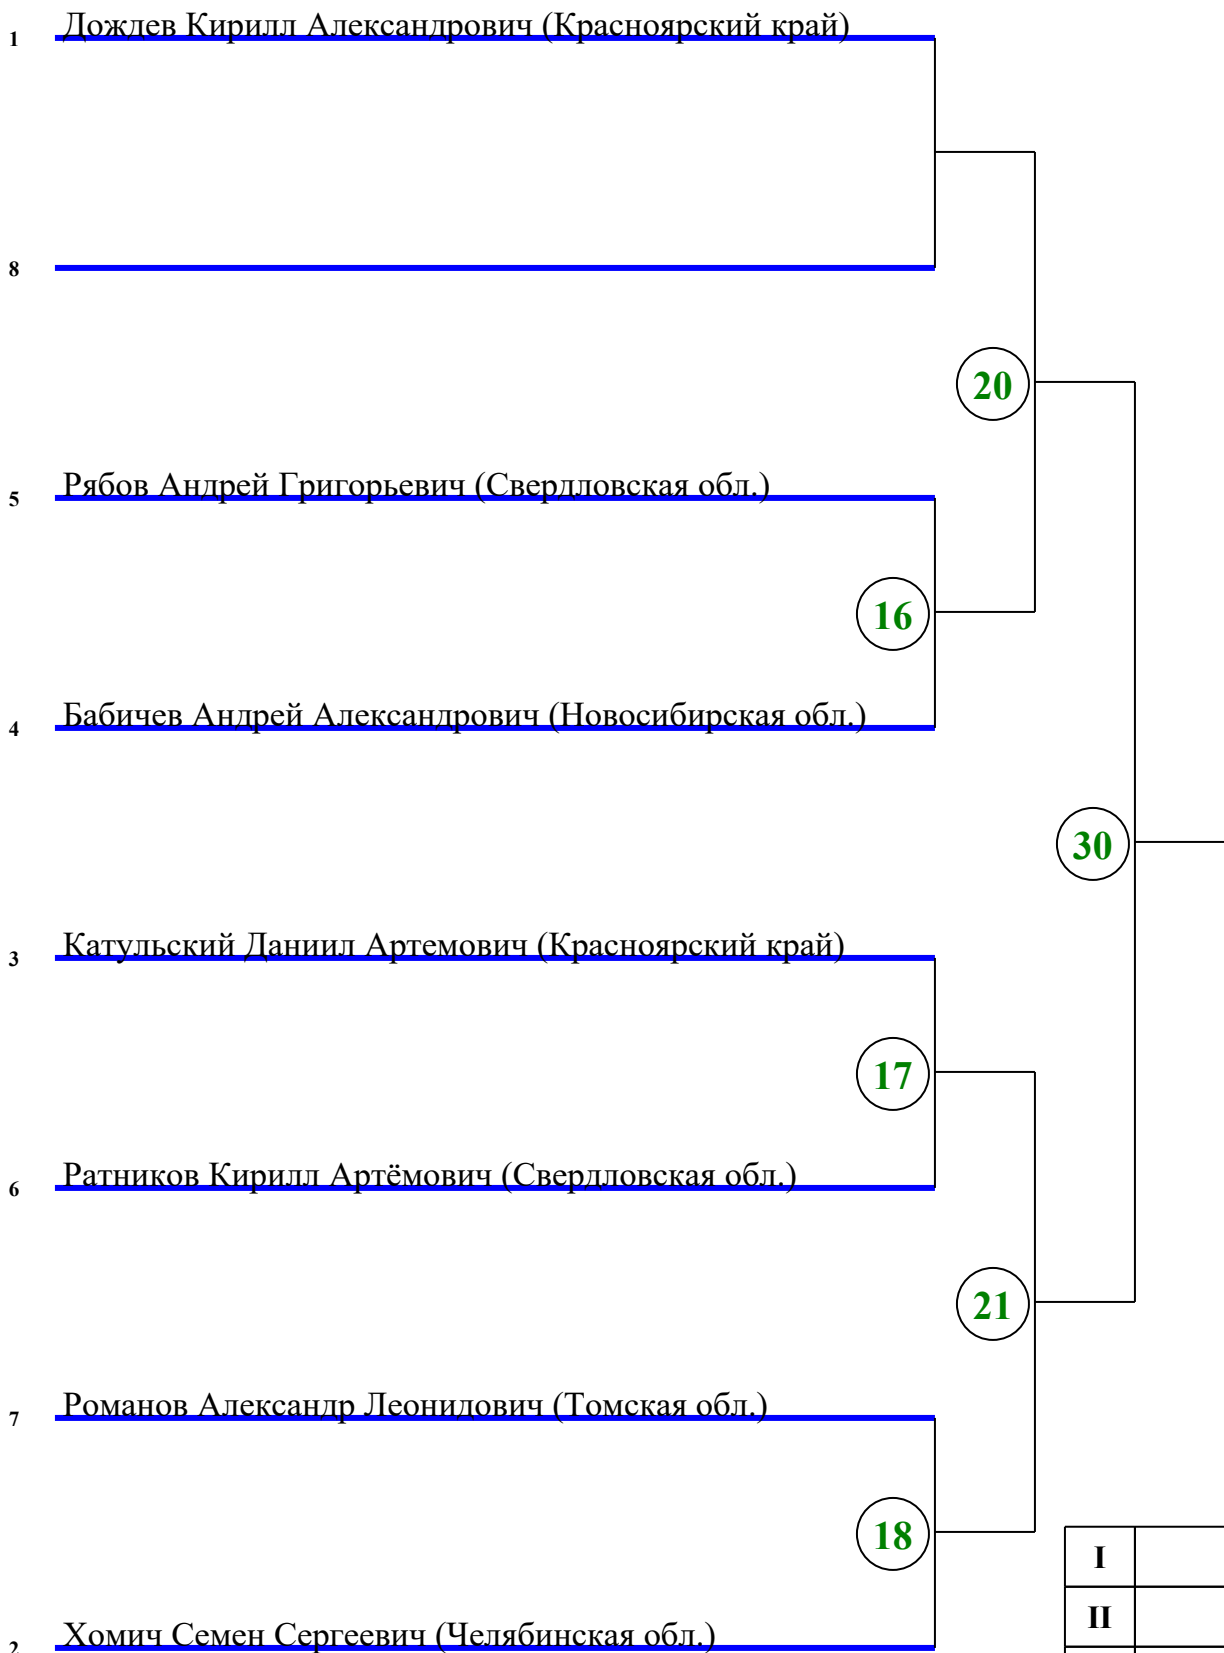 1 Дождев Кирилл Александрович (Красноярский край)
8
20
5 Рябов Андрей Григорьевич (Свердловская обл.)
16
4 Бабичев Андрей Александрович (Новосибирская обл.)
30
3 Катульский Даниил Артемович (Красноярский край)
17
6 Ратников Кирилл Артёмович (Свердловская обл.)
21
7 Романов Александр Леонидович (Томская обл.)
18
I
II
2 Хомич Семен Сергеевич (Челябинская обл.)